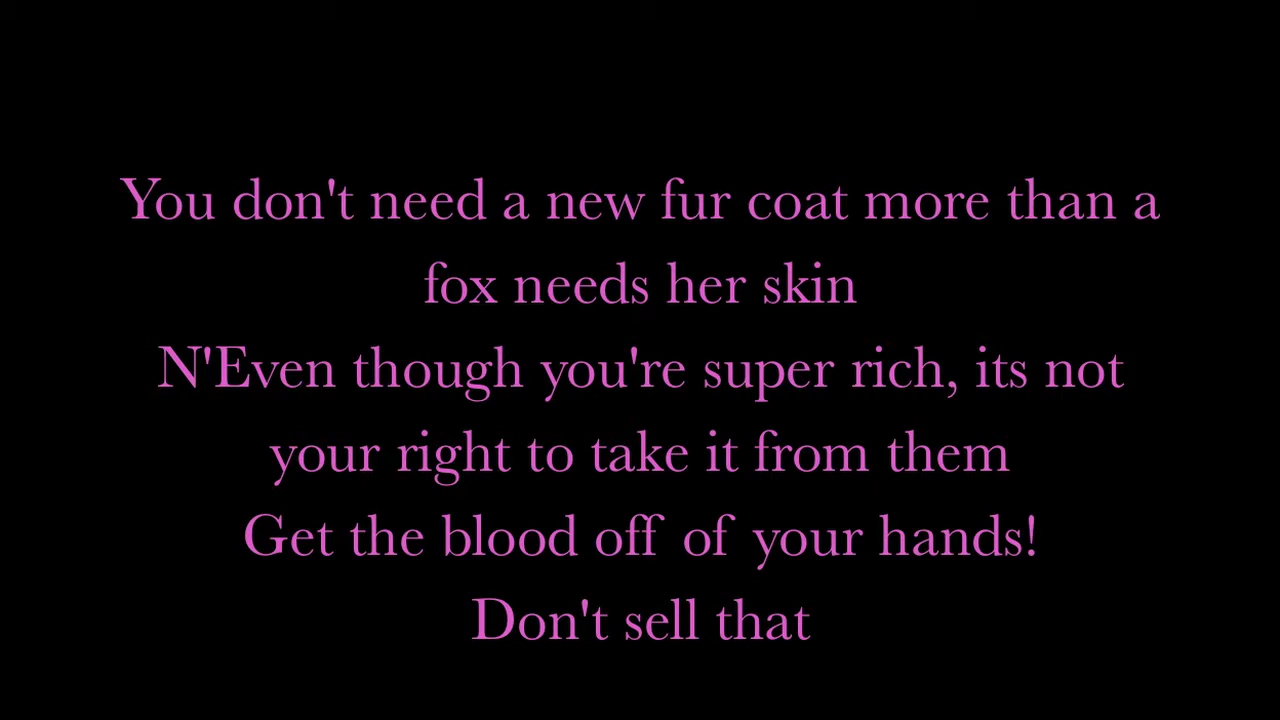 You don't need a new fur coat more than a
fox needs her skin
N'Even though you're super rich, its not
your right to take it from them
Get the blood off of your hands!
Don't sell that